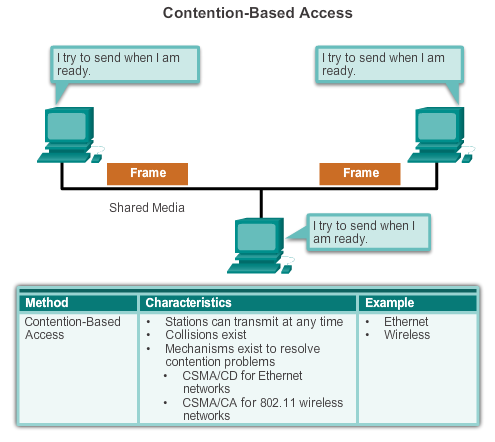 Contention-Based Access
I try to send when I am
ready.
I try to send when I am
ready.
Frame
Frame
Shared Media
I try to send when I
am ready.
Method
Characteristics
Example
Contention-Based
Access
• Stations can transmit at any time
• Collisions exist
• Mechanisms exist to resolve
contention problems
• CSMA/CD for Ethernet
networks
• CSMA/CA for 802.11 wireless
networks
• Ethernet
• Wireless